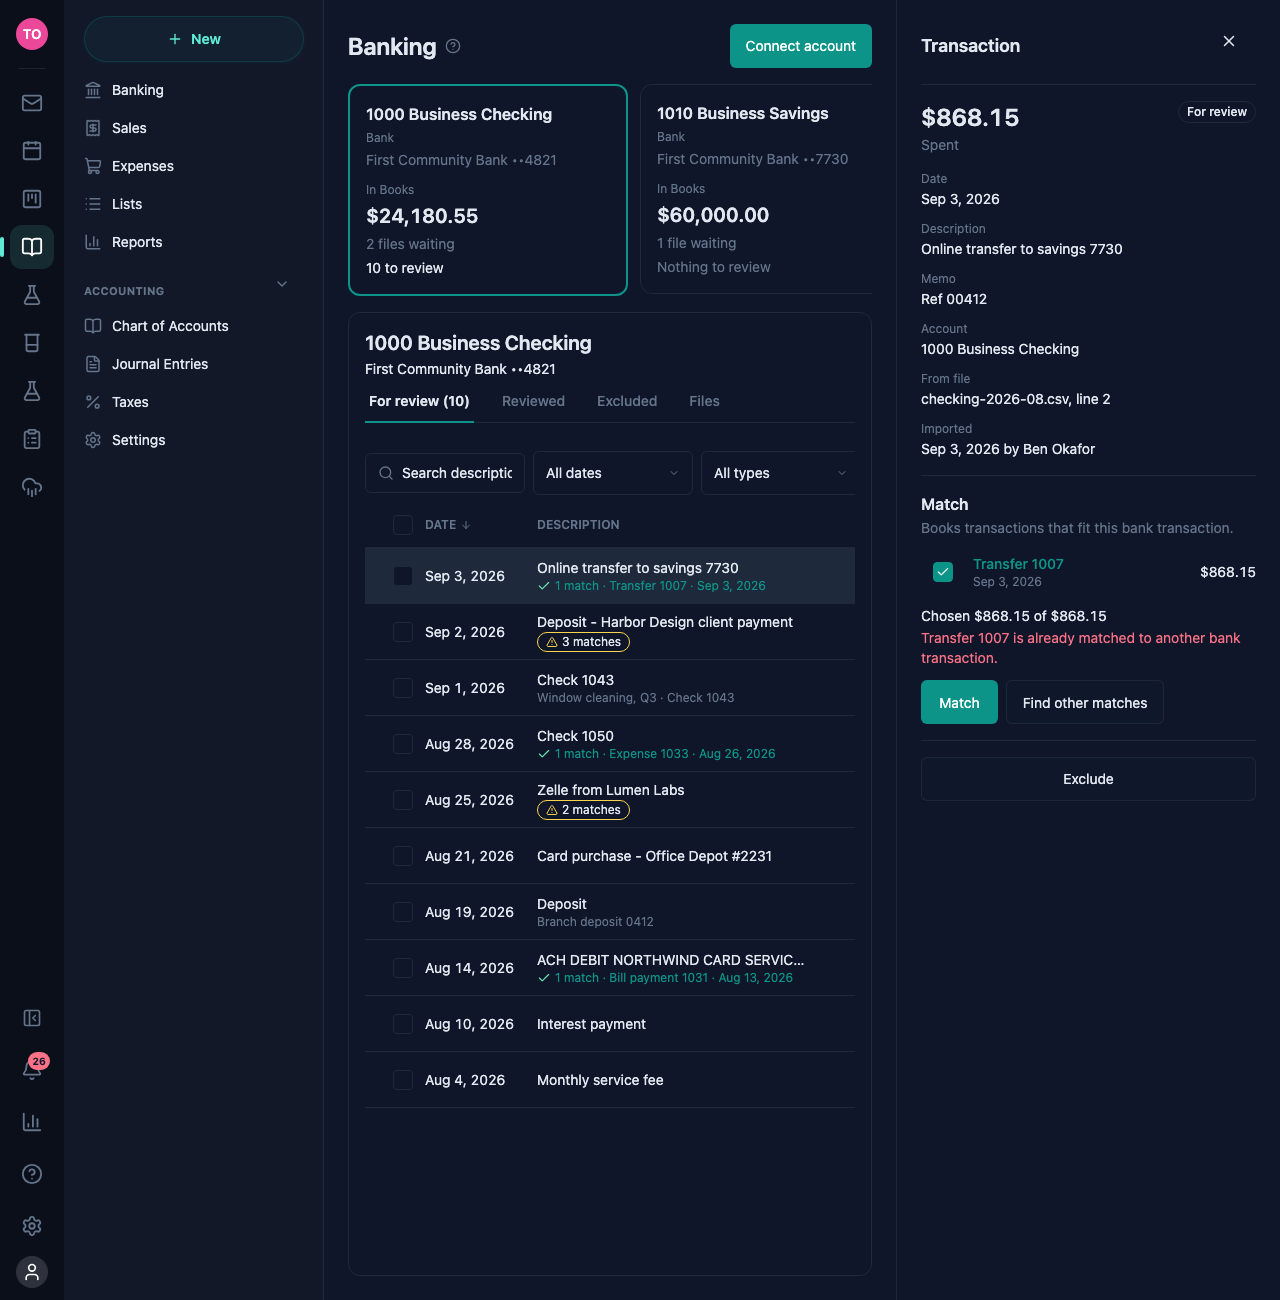 TO
New
Banking
Sales
Expenses
Lists
Reports
ACCOUNTING
Chart of Accounts
Journal Entries
Taxes
Settings
26
Banking
Connect account
1000 Business Checking
Bank
First Community Bank ••4821
In Books
$24,180.55
2 files waiting
10 to review
1010 Business Savings
Bank
First Community Bank ••7730
In Books
$60,000.00
1 file waiting
Nothing to review
1000 Business Checking
First Community Bank ••4821
For review (10)
Reviewed
Excluded
Files
Search descriptic
All dates
All types
DATE
DESCRIPTION
Sep 3, 2026
Online transfer to savings 7730
1 match · Transfer 1007 · Sep 3, 2026
Sep 2, 2026
Deposit - Harbor Design client payment
3 matches
Sep 1, 2026
Check 1043
Window cleaning, Q3 · Check 1043
Aug 28, 2026
Check 1050
1 match · Expense 1033 · Aug 26, 2026
Aug 25, 2026
Zelle from Lumen Labs
2 matches
Aug 21, 2026
Card purchase - Office Depot #2231
Aug 19, 2026
Deposit
Branch deposit 0412
Aug 14, 2026
ACH DEBIT NORTHWIND CARD SERVIC...
1 match · Bill payment 1031 · Aug 13, 2026
Aug 10, 2026
Interest payment
Aug 4, 2026
Monthly service fee
Transaction
$868.15
For review
Spent
Date
Sep 3, 2026
Description
Online transfer to savings 7730
Memo
Ref 00412
Account
1000 Business Checking
From file
checking-2026-08.csv, line 2
Imported
Sep 3, 2026 by Ben Okafor
Match
Books transactions that fit this bank transaction.
Transfer 1007
Sep 3, 2026
$868.15
Chosen $868.15 of $868.15
Transfer 1007 is already matched to another bank
transaction.
Match
Find other matches
Exclude